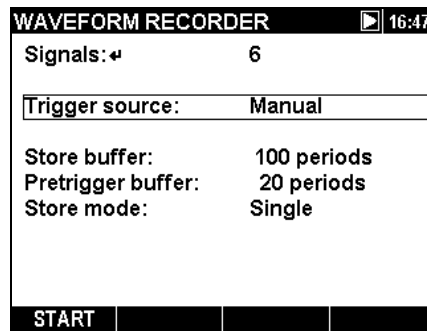 WAVEFORM RECORDER 16:47
Signals:↵ 6
Trigger source: Manual
Store buffer: 100 periods
Pretrigger buffer: 20 periods
Store mode: Single
START